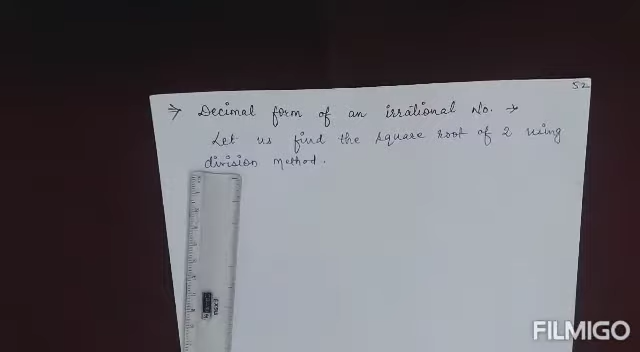 52
⇒ Decimal form of an irrational No. →
Let us find the square root of 2 using
division method.
FILMIGO